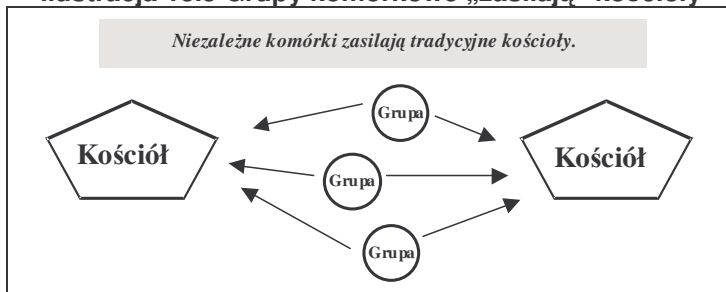 Niezależne komórki zasilają tradycyjne kościoły.
Grupa
Kościół
Kościół
Grupa
Grupa